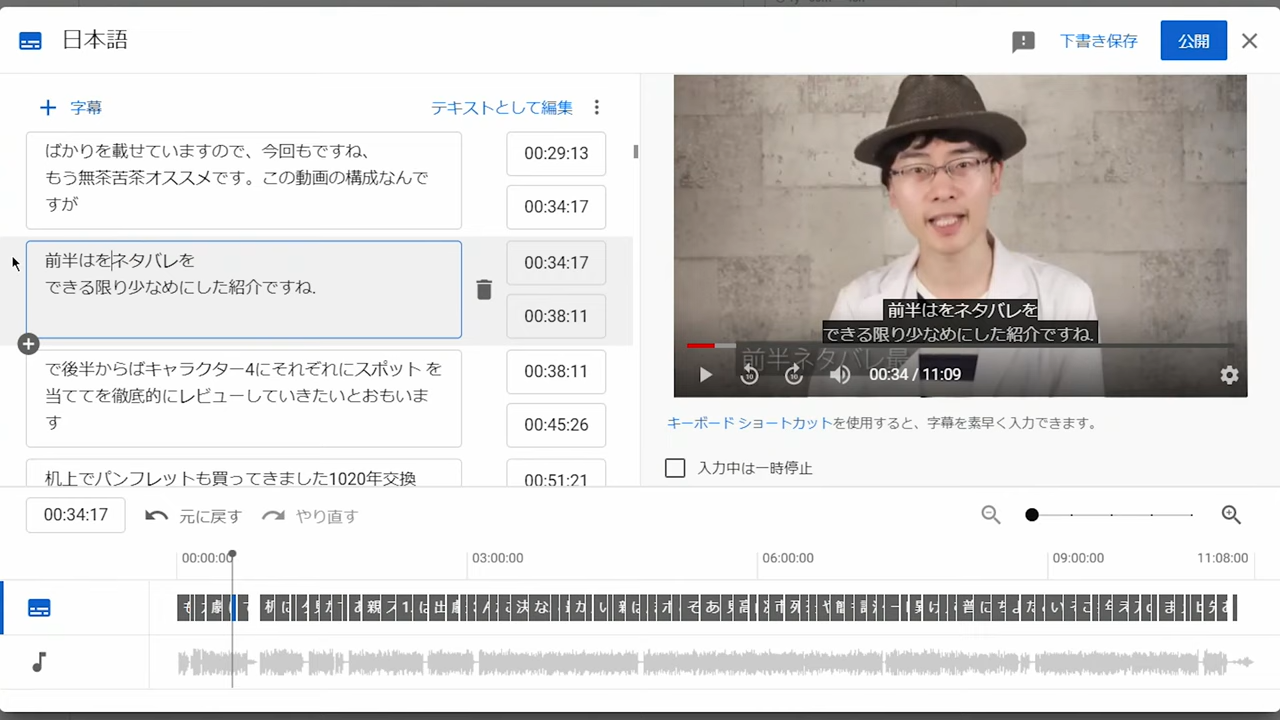 日本語
下書き保存
公開
字幕
テキストとして編集
ばかりを載せていますので、今回もですね、
もう無茶苦茶オススメです。この動画の構成なんで
すが
00:29:13
00:34:17
前半はをネタバレを
できる限り少なめにした紹介ですね.
00:34:17
00:38:11
で後半からばキャラクター4にそれぞれにスポット を
当ててを徹底的にレビューしていきたいとおもいま
す
00:38:11
00:45:26
机上でパンフレットも買ってきました1020年交換
00:51:21
前半はをネタバレを
できる限り少なめにした紹介ですね.
前半ネタバレ最
10
10
00:34 / 11:09
キーボード ショートカットを使用すると、字幕を素早く入力できます。
入力中は一時停止
00:34:17
元に戻す
やり直す
00:00:00
03:00:00
06:00:00
09:00:00
11:08:00